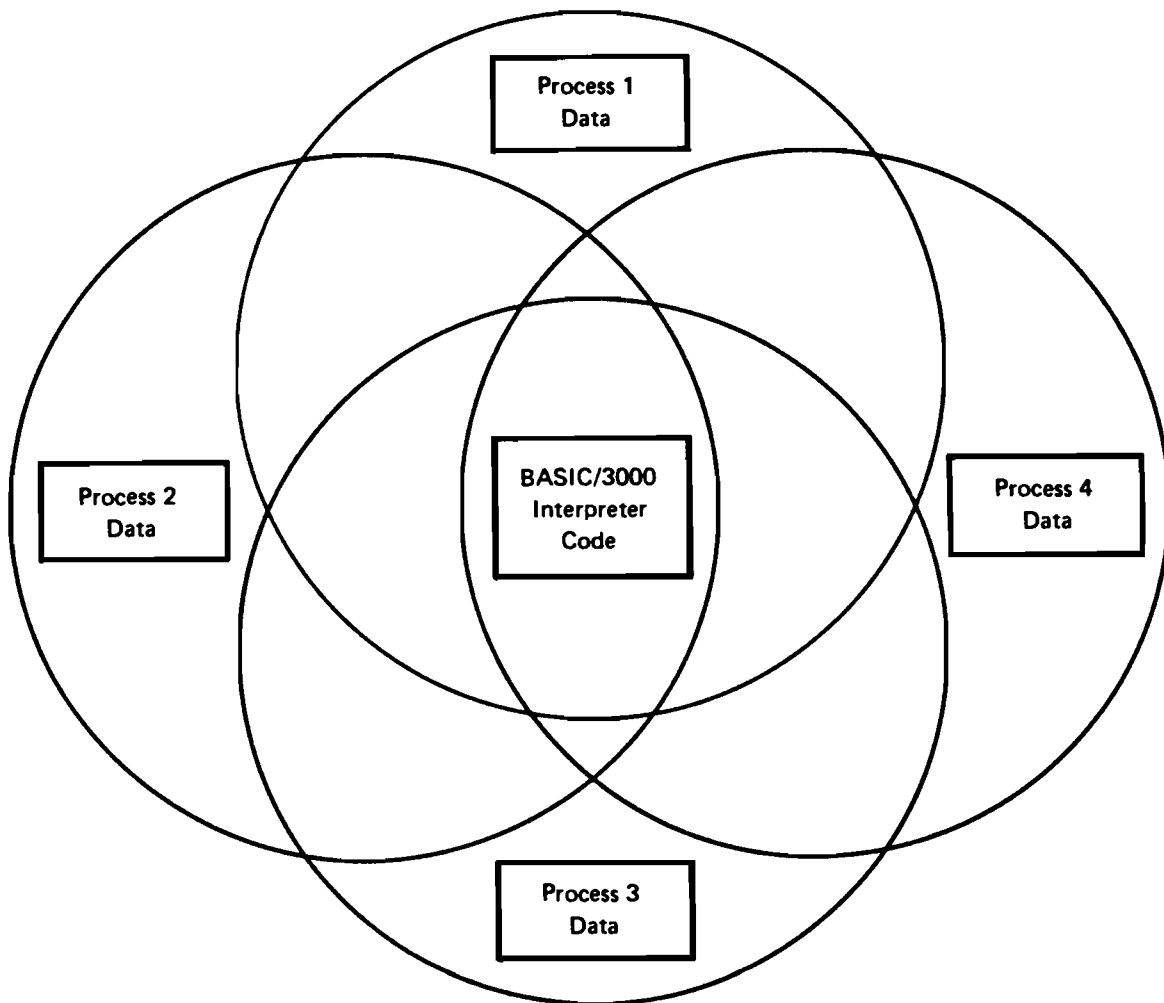 Process 1
Data
Process 2
Data
BASIC/3000
Interpreter
Code
Process 4
Data
Process 3
Data